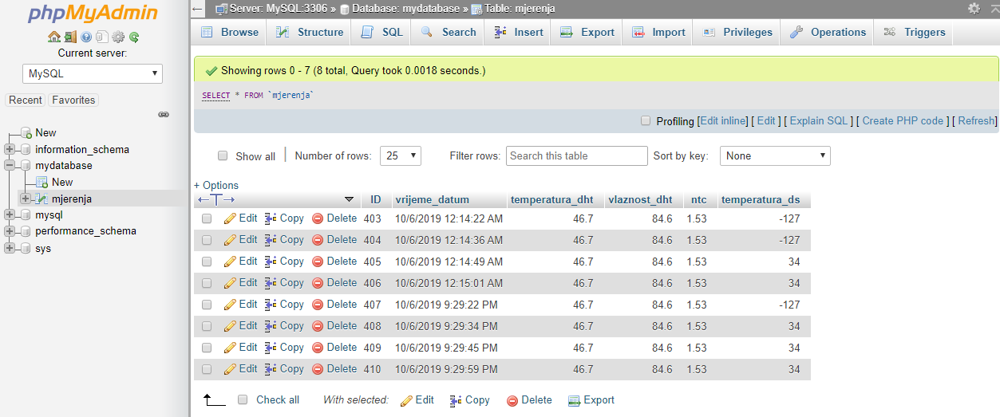 phpMyAdmin
Current server:
MySQL
Recent Favorites
New
information_schema
mydatabase
New
mjerenja
mysql
performance_schema
sys
Server: MySQL:3306 » Database: mydatabase » Table: mjerenja
Browse Structure SQL Search Insert Export Import Privileges Operations Triggers
Showing rows 0 - 7 (8 total, Query took 0.0018 seconds.)
SELECT * FROM `mjerenja`
Profiling [Edit inline] [ Edit ] [ Explain SQL ] [ Create PHP code ] [ Refresh]
Show all Number of rows: 25 Filter rows: Search this table Sort by key: None
+ Options
ID vrijeme_datum temperatura_dht vlaznost_dht ntc temperatura_ds
Edit Copy Delete 403 10/6/2019 12:14:22 AM 46.7 84.6 1.53 -127
Edit Copy Delete 404 10/6/2019 12:14:36 AM 46.7 84.6 1.53 -127
Edit Copy Delete 405 10/6/2019 12:14:49 AM 46.7 84.6 1.53 34
Edit Copy Delete 406 10/6/2019 12:15:01 AM 46.7 84.6 1.53 34
Edit Copy Delete 407 10/6/2019 9:29:22 PM 46.7 84.6 1.53 -127
Edit Copy Delete 408 10/6/2019 9:29:34 PM 46.7 84.6 1.53 34
Edit Copy Delete 409 10/6/2019 9:29:45 PM 46.7 84.6 1.53 34
Edit Copy Delete 410 10/6/2019 9:29:59 PM 46.7 84.6 1.53 34
Check all With selected: Edit Copy Delete Export